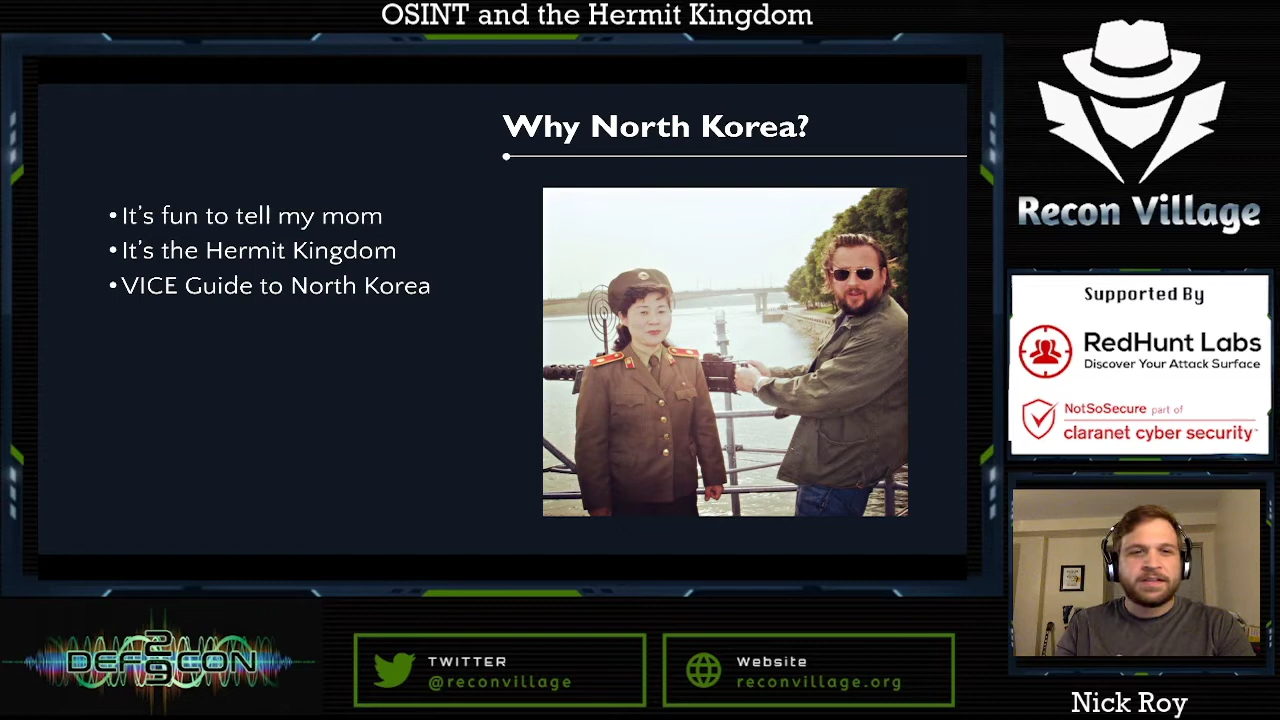 OSINT and the Hermit Kingdom
Why North Korea?
•It's fun to tell my mom
•It's the Hermit Kingdom
•VICE Guide to North Korea
Recon Village
Supported By
RedHunt Labs
Discover Your Attack Surface
NotSoSecure part of
claranet cyber security
DEFCON
29
TWITTER
@reconvillage
Website
reconvillage.org
Nick Roy